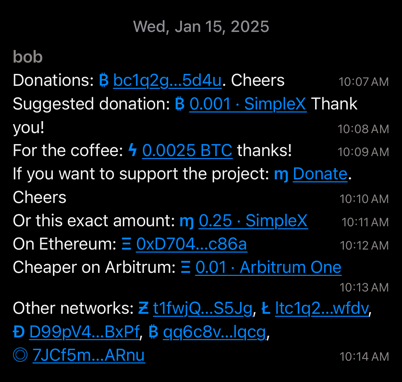 Wed, Jan 15, 2025
bob
Donations: ₿ bc1q2g...5d4u. Cheers 10:07 AM
Suggested donation: ₿ 0.001 · SimpleX Thank
you! 10:08 AM
For the coffee: ϟ 0.0025 BTC thanks! 10:09 AM
If you want to support the project: ɱ Donate.
Cheers 10:10 AM
Or this exact amount: ɱ 0.25 · SimpleX 10:11 AM
On Ethereum: Ξ 0xD704...c86a 10:12 AM
Cheaper on Arbitrum: Ξ 0.01 · Arbitrum One
10:13 AM
Other networks: Ƶ t1fwjQ...S5Jg, Ł ltc1q2...wfdv,
Ð D99pV4...BxPf, ₿ qq6c8v...lqcg,
◎ 7JCf5m...ARnu 10:14 AM